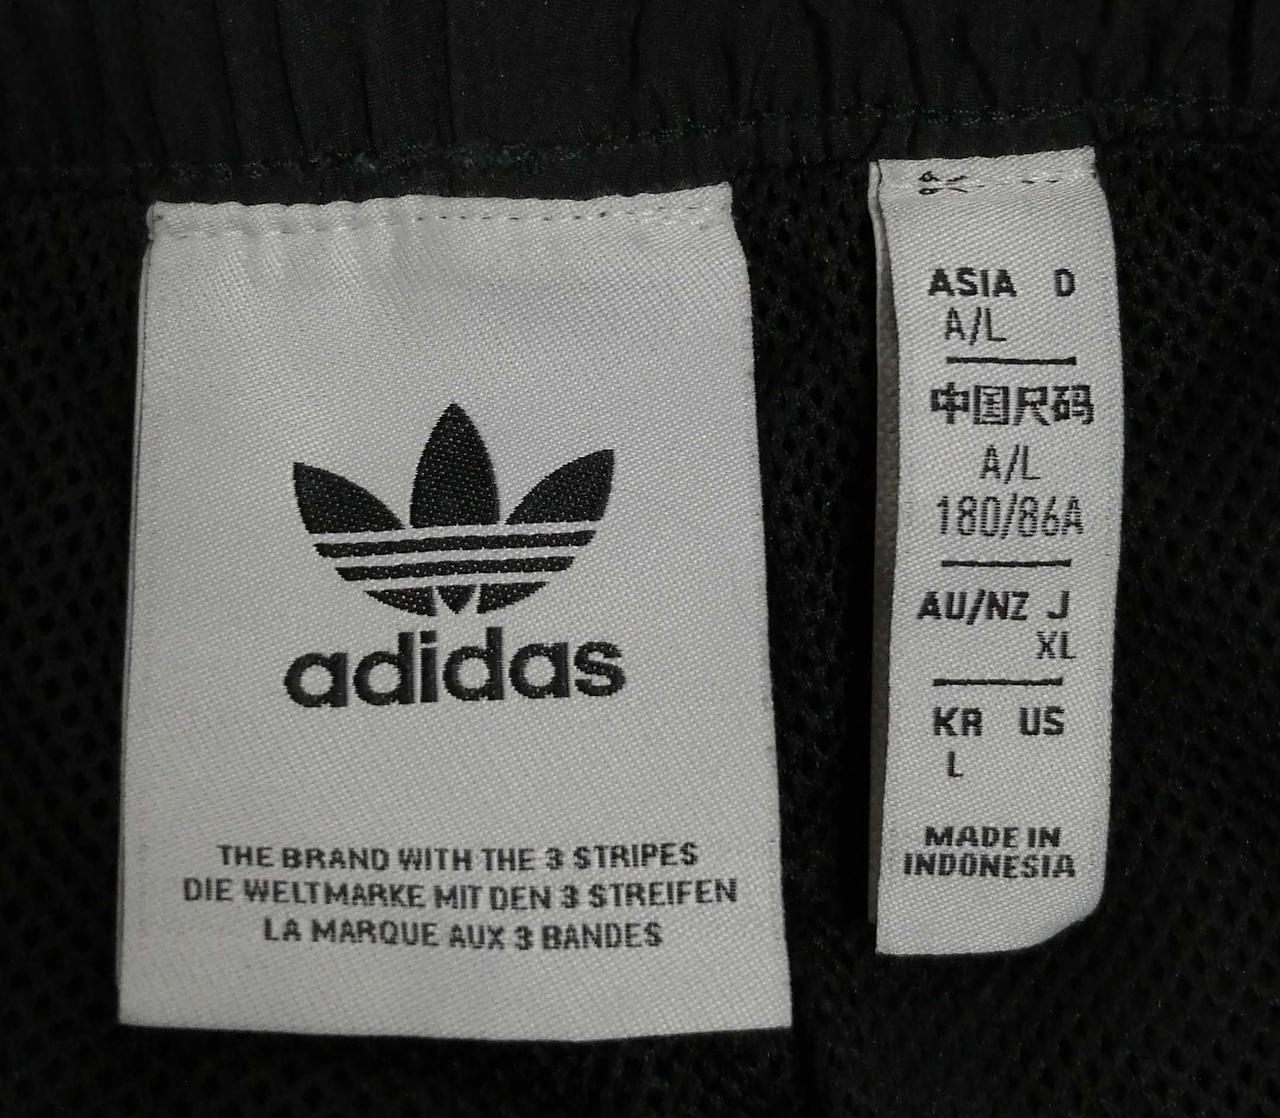 adidas
THE BRAND WITH THE 3 STRIPES
DIE WELTMARKE MIT DEN 3 STREIFEN
LA MARQUE AUX 3 BANDES
ASIA D
A/L
中国尺码
A/L
180/86A
AU/NZ J
XL
KR US
L
MADE IN
INDONESIA